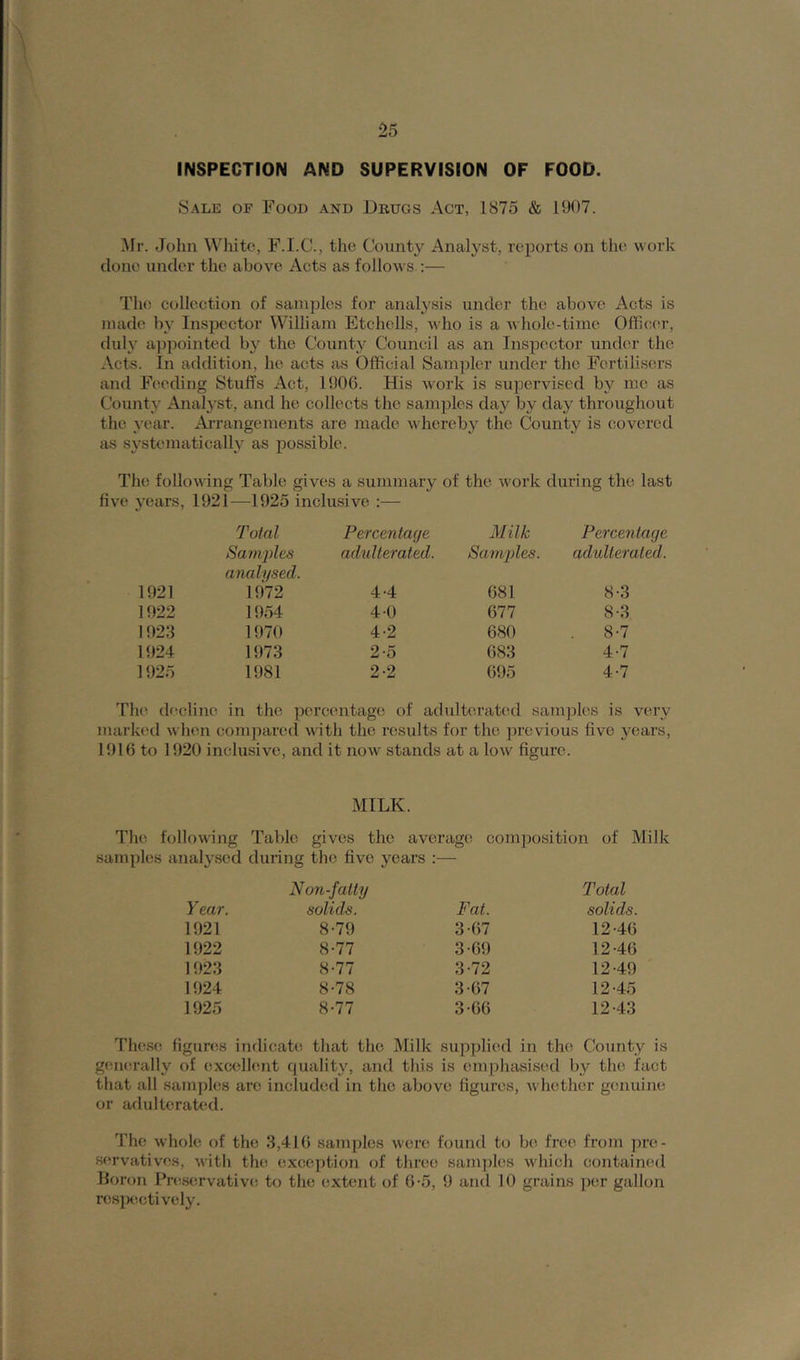 25
INSPECTION AND SUPERVISION OF FOOD.
Sale of Food and Drugs Act, 1875 & 1907.
Mr. John White, F.I.C., the County Analyst, reports on the work
done under the above Acts as follows :—
The collection of samples for analysis under the above Acts is
made by Inspector William Etchells, who is a whole-time Officer,
duly appointed by the County Council as an Inspector under the
Acts. In addition, he acts as Official Sampler under the Fertilisers
and Feeding Stuffs Act, 1906. His work is supervised by me as
County Analyst, and he collects the samples day by day throughout
the year. Arrangements are made whereby the County is covered
as systematically as possible.
The following Table gives a summary of the work during the last
five years, 1921—1925 inclusive :—
Total Percentage Milk Percentage
Samples adulterated. Samples. adulterated.
analysed.
1921 1972 4·4 681 8·3
1922 1954 4·0 677 8·3
1923 1970 4·2 680 8·7
1924 1973 2·5 683 4·7
1925 1981 2·2 695 4·7
The decline in the percentage of adulterated samples is very
marked when compared with the results for the previous five years,
1916 to 1920 inclusive, and it now stands at a low figure.
MILK.
The following Table gives the average composition of Milk
samples analysed during the five years :—
Non-fatty Total
Year. solids. Fat. solids.
1921 8·79 3·67 12·46
1922 8·77 3·69 12·46
1923 8·77 3·72 12·49
1924 8·78 3·67 12·45
1925 8·77 3·66 12·43
These figures indicate that the Milk supplied in the County is
generally of excellent quality, and this is emphasised by the fact
that all samples are included in the above figures, whether genuine
or adulterated.
The whole of the 3,416 samples were found to be free from pre-
servatives, with the exception of three samples which contained
Boron Preservative to the extent of 6·5, 9 and 10 grains per gallon
respectively.